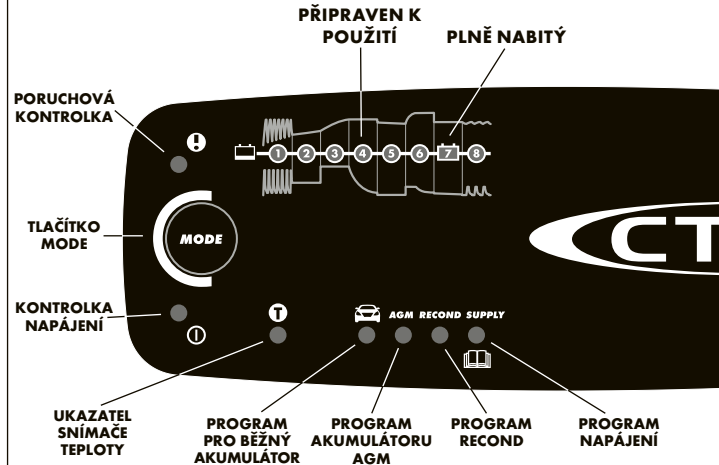 PŘIPRAVEN K
POUŽITÍ
PLNĚ NABITÝ
PORUCHOVÁ
KONTROLKA
1 2 3 4 5 6 7 8
TLAČÍTKO
MODE
MODE
CT
KONTROLKA
NAPÁJENÍ
T
AGM RECOND SUPPLY
UKAZATEL
SNÍMAČE
TEPLOTY
PROGRAM
PRO BĚŽNÝ
AKUMULÁTOR
PROGRAM
AKUMULÁTORU
AGM
PROGRAM
RECOND
PROGRAM
NAPÁJENÍ